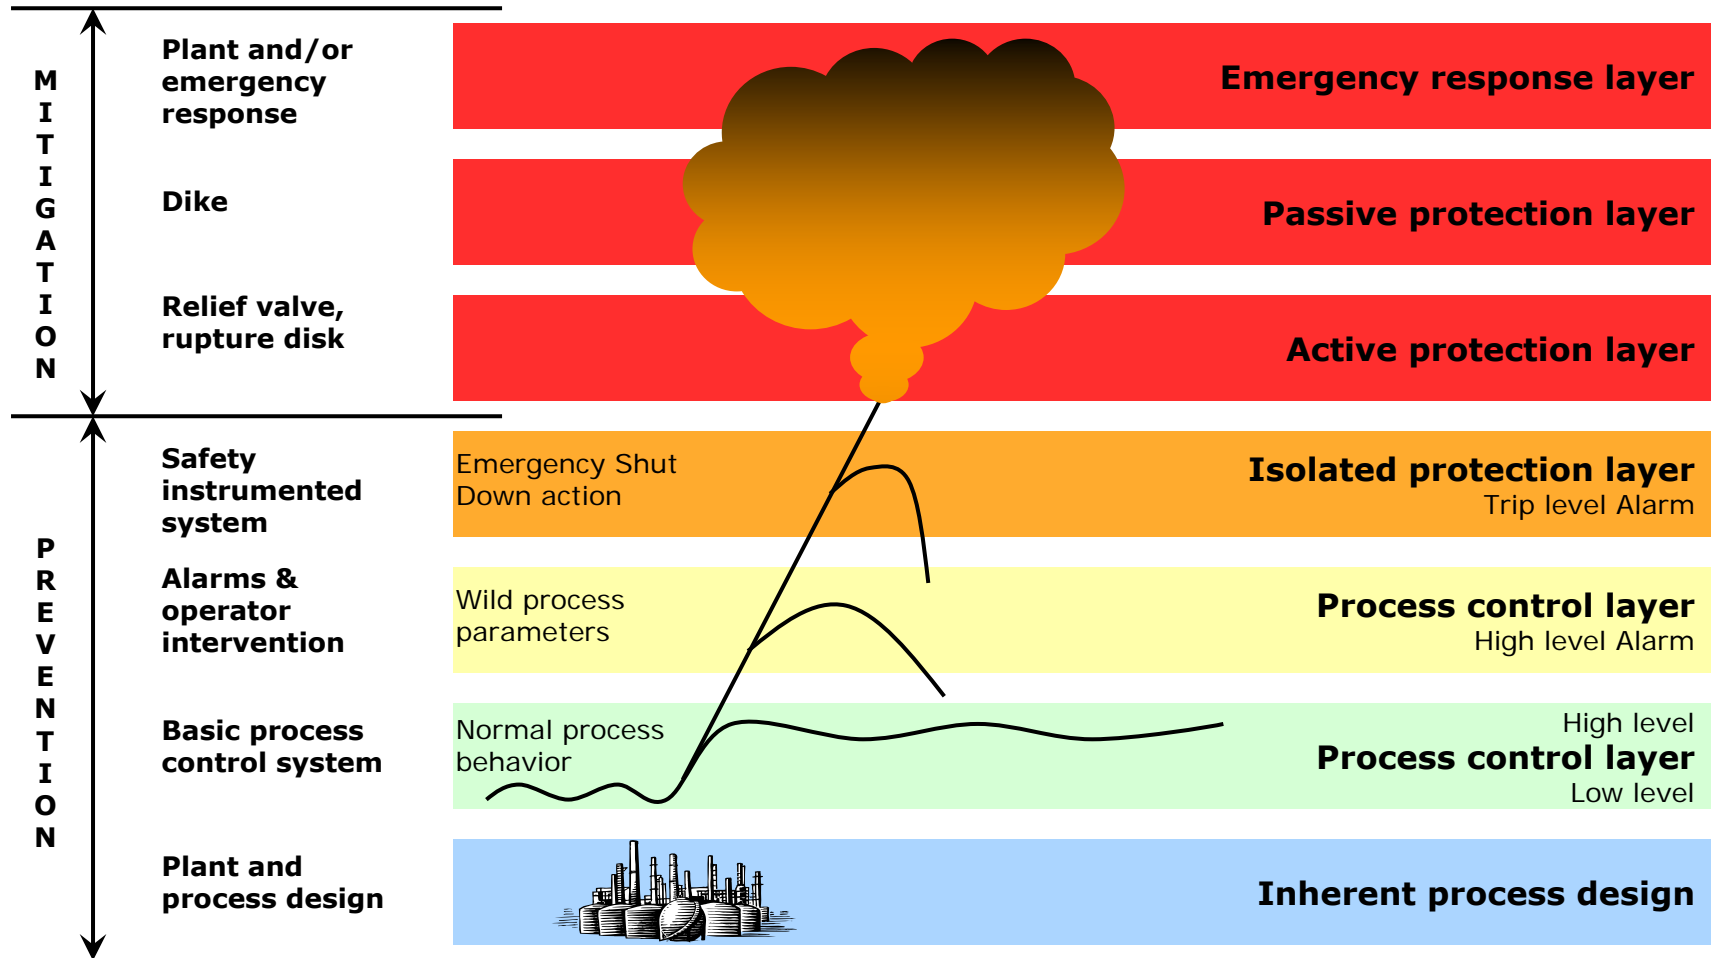 MITIGATION
Plant and/or
emergency
response
Emergency response layer
Dike
Passive protection layer
Relief valve,
rupture disk
Active protection layer
PREVENTION
Safety
instrumented
system
Emergency Shut
Down action
Isolated protection layer
Trip level Alarm
Alarms &
operator
intervention
Wild process
parameters
Process control layer
High level Alarm
Basic process
control system
Normal process
behavior
High level
Process control layer
Low level
Plant and
process design
Inherent process design